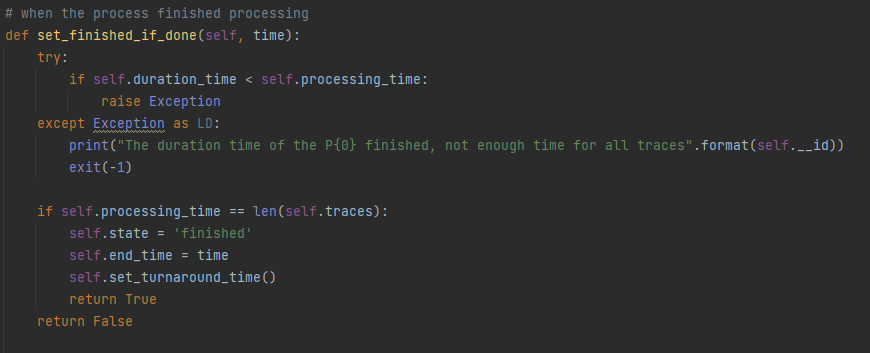 # when the process finished processing
def set_finished_if_done(self, time):
    try:
        if self.duration_time < self.processing_time:
            raise Exception
    except Exception as LD:
        print("The duration time of the P{0} finished, not enough time for all traces".format(self.__id))
        exit(-1)

    if self.processing_time == len(self.traces):
        self.state = 'finished'
        self.end_time = time
        self.set_turnaround_time()
        return True
    return False